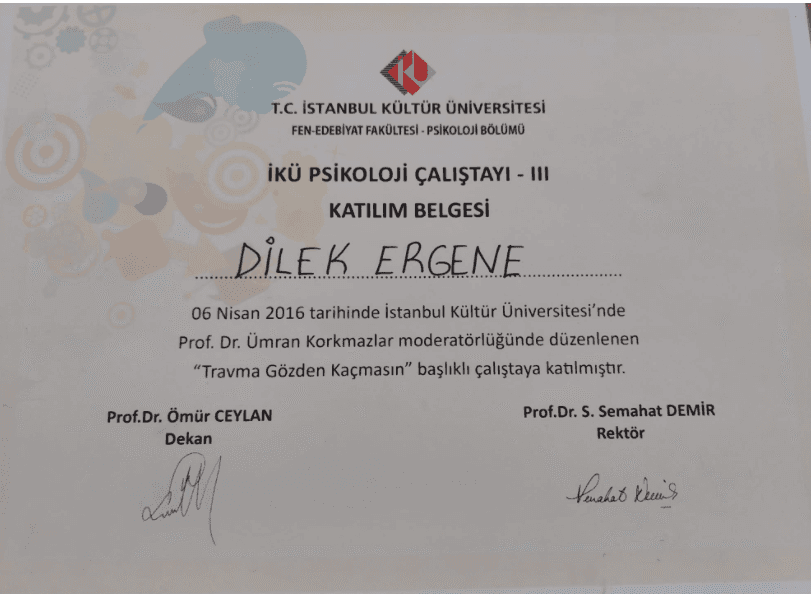 T.C. İSTANBUL KÜLTÜR ÜNİVERSİTESİ
FEN-EDEBİYAT FAKÜLTESİ - PSİKOLOJİ BÖLÜMÜ
İKÜ PSİKOLOJİ ÇALIŞTAYI - III
KATILIM BELGESİ
DİLEK ERGENE
06 Nisan 2016 tarihinde İstanbul Kültür Üniversitesi’nde
Prof. Dr. Ümran Korkmazlar moderatörlüğünde düzenlenen
“Travma Gözden Kaçmasın” başlıklı çalıştaya katılmıştır.
Prof.Dr. Ömür CEYLAN
Dekan
Prof.Dr. S. Semahat DEMİR
Rektör
Semahat Demir